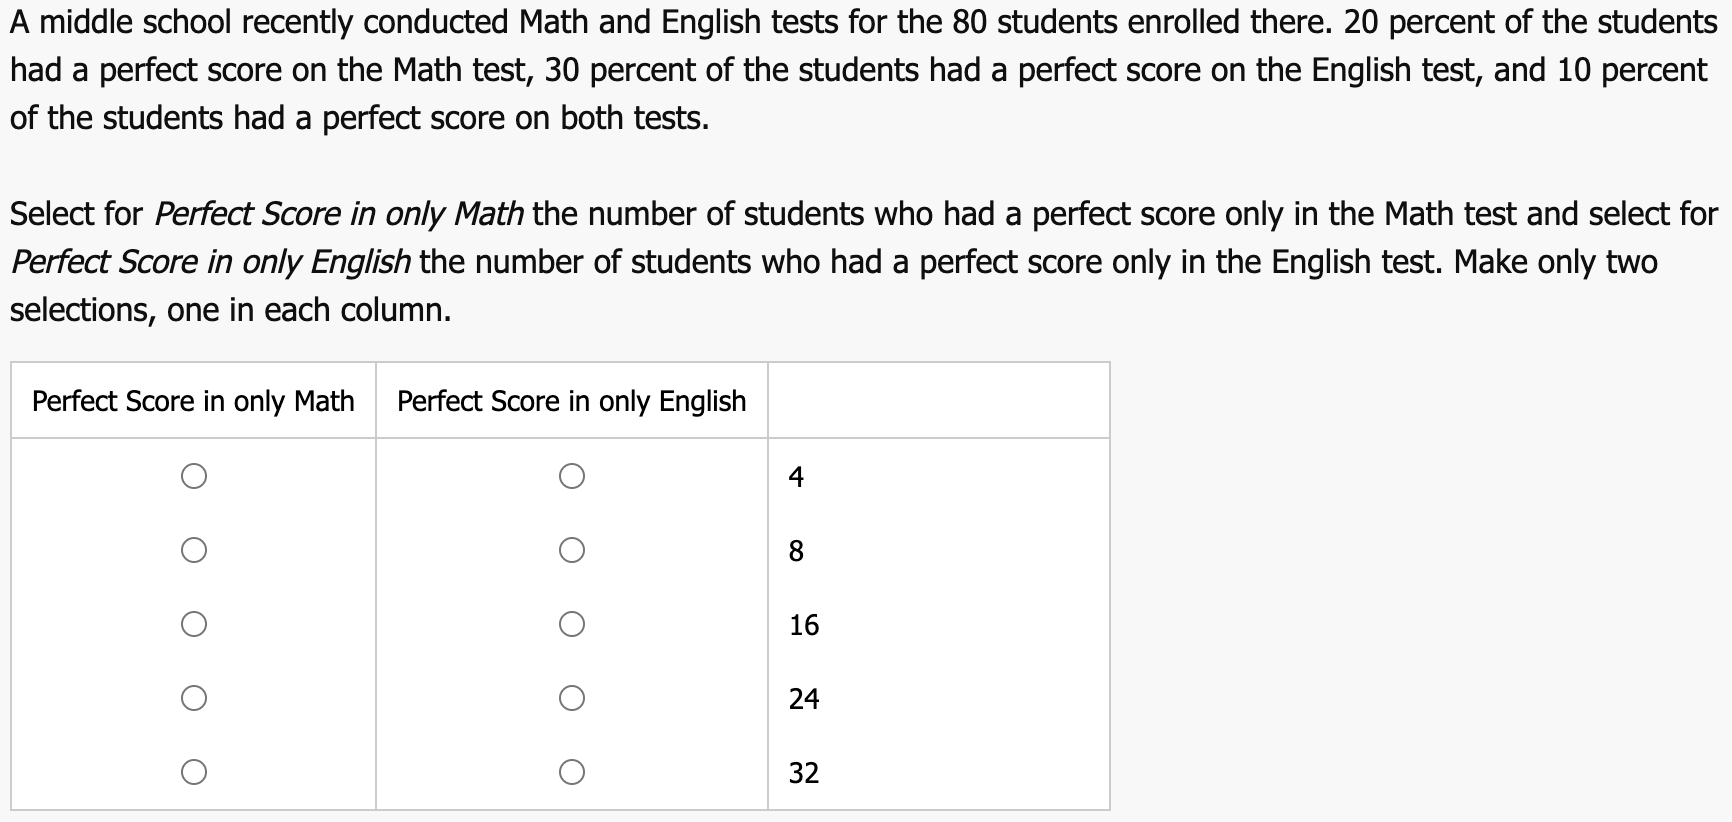 A middle school recently conducted Math and English tests for the 80 students enrolled there. 20 percent of the students
had a perfect score on the Math test, 30 percent of the students had a perfect score on the English test, and 10 percent
of the students had a perfect score on both tests.
Select for Perfect Score in only Math the number of students who had a perfect score only in the Math test and select for
Perfect Score in only English the number of students who had a perfect score only in the English test. Make only two
selections, one in each column.
Perfect Score in only Math Perfect Score in only English
4
8
16
24
32